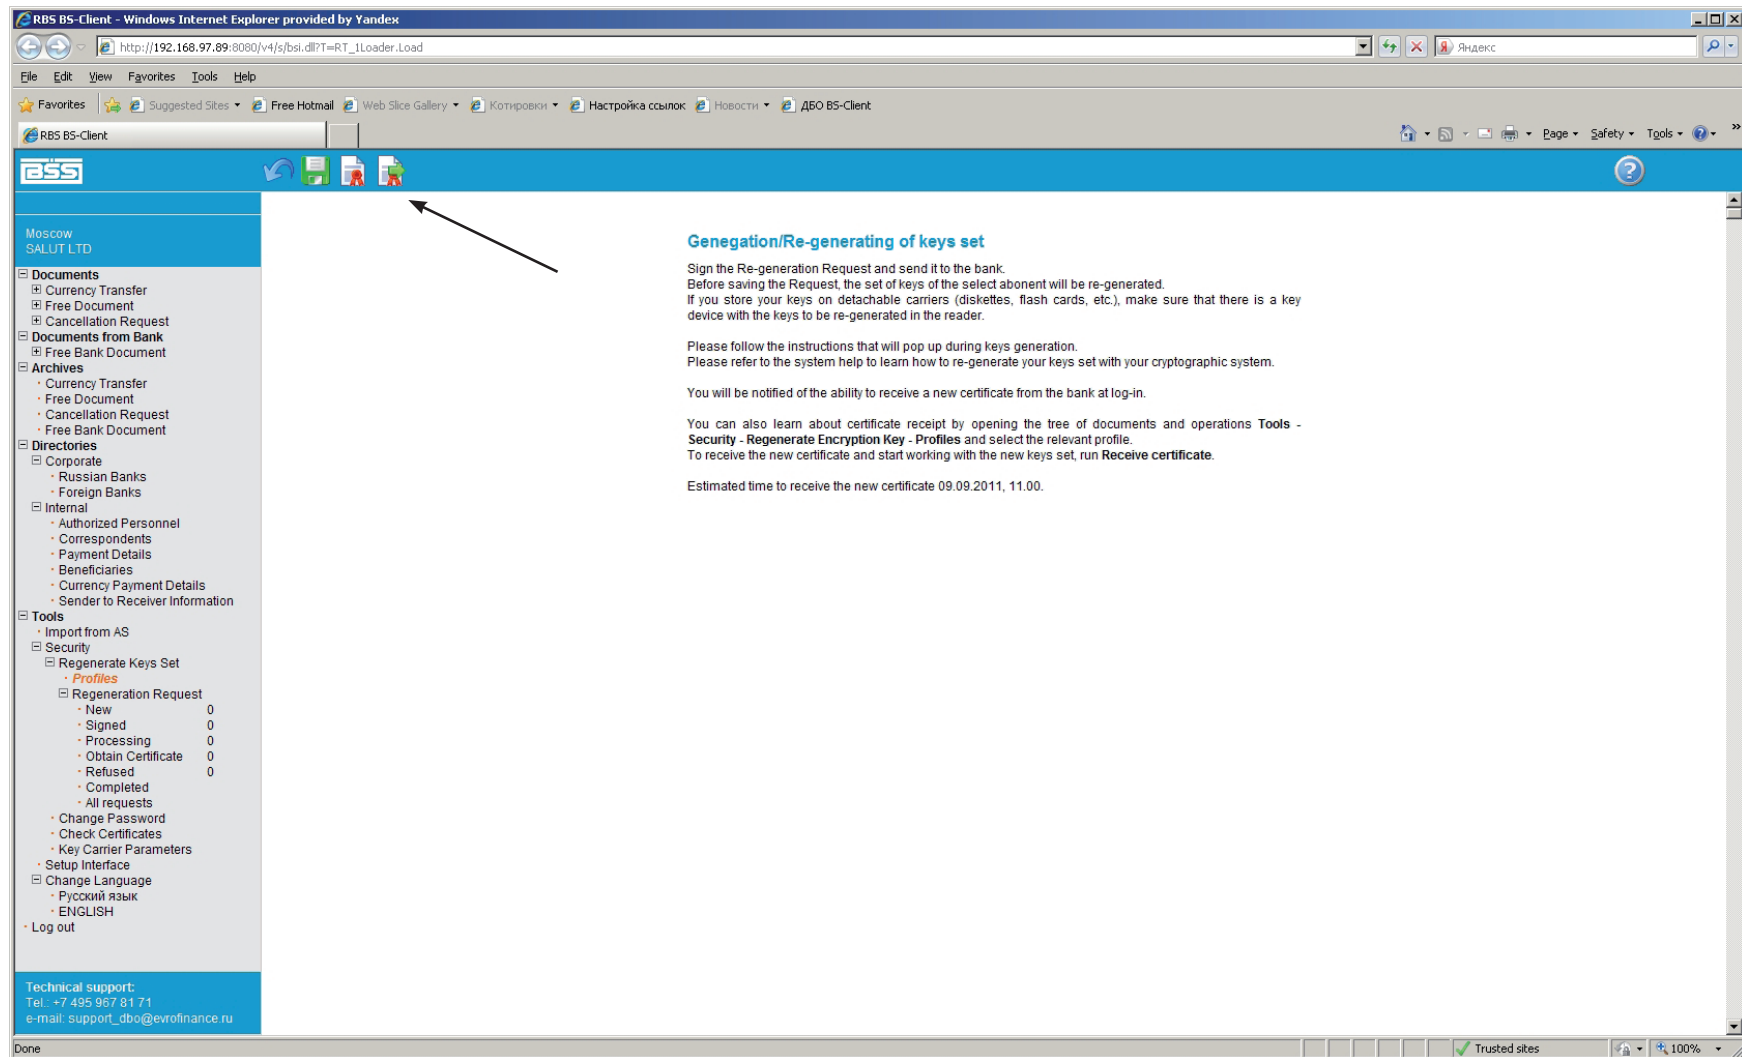 RBS BS-Client - Windows Internet Explorer provided by Yandex
http://192.168.97.89:8080/v4/s/bsi.dll?T=RT_1Loader.Load
Яндекс
File Edit View Favorites Tools Help
Favorites Suggested Sites Free Hotmail Web Slice Gallery Котировки Настройка ссылок Новости ДБО BS-Client
RBS BS-Client
Page Safety Tools
BSS
Moscow
SALUT LTD
Documents
Currency Transfer
Free Document
Cancellation Request
Documents from Bank
Free Bank Document
Archives
Currency Transfer
Free Document
Cancellation Request
Free Bank Document
Directories
Corporate
Russian Banks
Foreign Banks
Internal
Authorized Personnel
Correspondents
Payment Details
Beneficiaries
Currency Payment Details
Sender to Receiver Information
Tools
Import from AS
Security
Regenerate Keys Set
Profiles
Regeneration Request
New 0
Signed 0
Processing 0
Obtain Certificate 0
Refused 0
Completed
All requests
Change Password
Check Certificates
Key Carrier Parameters
Setup Interface
Change Language
Русский язык
ENGLISH
Log out
Technical support:
Tel.: +7 495 967 81 71
e-mail: support_dbo@evrofinance.ru
Genegation/Re-generating of keys set
Sign the Re-generation Request and send it to the bank.
Before saving the Request, the set of keys of the select abonent will be re-generated.
If you store your keys on detachable carriers (diskettes, flash cards, etc.), make sure that there is a key
device with the keys to be re-generated in the reader.
Please follow the instructions that will pop up during keys generation.
Please refer to the system help to learn how to re-generate your keys set with your cryptographic system.
You will be notified of the ability to receive a new certificate from the bank at log-in.
You can also learn about certificate receipt by opening the tree of documents and operations Tools -
Security - Regenerate Encryption Key - Profiles and select the relevant profile.
To receive the new certificate and start working with the new keys set, run Receive certificate.
Estimated time to receive the new certificate 09.09.2011, 11.00.
Done
Trusted sites
100%